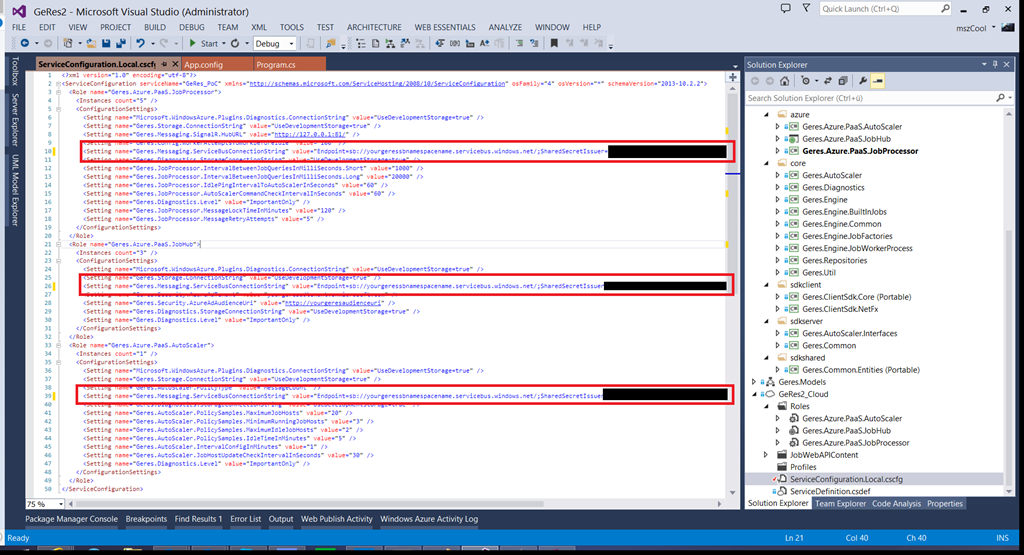 GeRes2 - Microsoft Visual Studio (Administrator)
Quick Launch (Ctrl+Q)
FILE EDIT VIEW PROJECT BUILD DEBUG TEAM XML TOOLS TEST ARCHITECTURE WEB ESSENTIALS ANALYZE WINDOW HELP
mszCool
Start Debug
ServiceConfiguration.Local.cscfg App.config Program.cs
Toolbox
Server Explorer
UML Model Explorer
1 <?xml version="1.0" encoding="utf-8"?>
2 <ServiceConfiguration serviceName="GeRes_PoC" xmlns="http://schemas.microsoft.com/ServiceHosting/2008/10/ServiceConfiguration" osFamily="4" osVersion="*" schemaVersion="2013-10.2.2">
3 <Role name="Geres.Azure.PaaS.JobProcessor">
4 <Instances count="5" />
5 <ConfigurationSettings>
6 <Setting name="Microsoft.WindowsAzure.Plugins.Diagnostics.ConnectionString" value="UseDevelopmentStorage=true" />
7 <Setting name="Geres.Storage.ConnectionString" value="UseDevelopmentStorage=true" />
8 <Setting name="Geres.Messaging.SignalR.HubURL" value="http://127.0.0.1:81/" />
10 <Setting name="Geres.Messaging.ServiceBusConnectionString" value="Endpoint=sb://yourgeressbnamespacename.servicebus.windows.net/;SharedSecretIssuer=
11 <Setting name="Geres.Diagnostics.StorageConnectionString" value="UseDevelopmentStorage=true" />
12 <Setting name="Geres.JobProcessor.IntervalBetweenJobQueriesInMilliSeconds.Short" value="1000" />
13 <Setting name="Geres.JobProcessor.IntervalBetweenJobQueriesInMilliSeconds.Long" value="20000" />
14 <Setting name="Geres.JobProcessor.IdlePingIntervalToAutoScalerInSeconds" value="60" />
15 <Setting name="Geres.JobProcessor.AutoScalerCommandCheckIntervalInSeconds" value="60" />
16 <Setting name="Geres.Diagnostics.Level" value="ImportantOnly" />
17 <Setting name="Geres.JobProcessor.MessageLockTimeInMinutes" value="120" />
18 <Setting name="Geres.JobProcessor.MessageRetryAttempts" value="5" />
19 </ConfigurationSettings>
20 </Role>
21 <Role name="Geres.Azure.PaaS.JobHub">
22 <Instances count="3" />
23 <ConfigurationSettings>
24 <Setting name="Microsoft.WindowsAzure.Plugins.Diagnostics.ConnectionString" value="UseDevelopmentStorage=true" />
25 <Setting name="Geres.Storage.ConnectionString" value="UseDevelopmentStorage=true" />
26 <Setting name="Geres.Messaging.ServiceBusConnectionString" value="Endpoint=sb://yourgeressbnamespacename.servicebus.windows.net/;SharedSecretIssuer
28 <Setting name="Geres.Security.AzureADAudienceUri" value="http://yourgeresaudienceuri" />
29 <Setting name="Geres.Diagnostics.StorageConnectionString" value="UseDevelopmentStorage=true" />
30 <Setting name="Geres.Diagnostics.Level" value="ImportantOnly" />
31 </ConfigurationSettings>
32 </Role>
33 <Role name="Geres.Azure.PaaS.AutoScaler">
34 <Instances count="1" />
35 <ConfigurationSettings>
36 <Setting name="Microsoft.WindowsAzure.Plugins.Diagnostics.ConnectionString" value="UseDevelopmentStorage=true" />
37 <Setting name="Geres.Storage.ConnectionString" value="UseDevelopmentStorage=true" />
38 <Setting name="Geres.AutoScaler.PolicyType" value="MessageCount" />
39 <Setting name="Geres.Messaging.ServiceBusConnectionString" value="Endpoint=sb://yourgeressbnamespacename.servicebus.windows.net/;SharedSecretIssuer
41 <Setting name="Geres.AutoScaler.PolicySamples.MaximumJobHosts" value="20" />
42 <Setting name="Geres.AutoScaler.PolicySamples.MinimumRunningJobHosts" value="3" />
43 <Setting name="Geres.AutoScaler.PolicySamples.MaximumIdleJobHosts" value="2" />
44 <Setting name="Geres.AutoScaler.PolicySamples.IdleTimeInMinutes" value="5" />
45 <Setting name="Geres.AutoScaler.IntervalConfigInMinutes" value="1" />
46 <Setting name="Geres.AutoScaler.JobHostUpdateCheckIntervalInSeconds" value="30" />
47 <Setting name="Geres.Diagnostics.Level" value="ImportantOnly" />
48 </ConfigurationSettings>
49 </Role>
50 </ServiceConfiguration>
75 %
Solution Explorer
Search Solution Explorer (Ctrl+ü)
azure
Geres.Azure.PaaS.AutoScaler
Geres.Azure.PaaS.JobHub
Geres.Azure.PaaS.JobProcessor
core
Geres.AutoScaler
Geres.Diagnostics
Geres.Engine
Geres.Engine.BuiltInJobs
Geres.Engine.Common
Geres.Engine.JobFactories
Geres.Engine.JobWorkerProcess
Geres.Repositories
Geres.Util
sdkclient
Geres.ClientSdk.Core (Portable)
Geres.ClientSdk.NetFx
sdkserver
Geres.AutoScaler.Interfaces
Geres.Common
sdkshared
Geres.Common.Entities (Portable)
Geres.Models
GeRes2_Cloud
Roles
Geres.Azure.PaaS.AutoScaler
Geres.Azure.PaaS.JobHub
Geres.Azure.PaaS.JobProcessor
JobWebAPIContent
Profiles
ServiceConfiguration.Local.cscfg
ServiceDefinition.csdef
Solution Explorer Team Explorer Code Analysis Properties
Package Manager Console Breakpoints Find Results 1 Error List Output Web Publish Activity Windows Azure Activity Log
Ready Ln 21 Col 40 Ch 40 INS